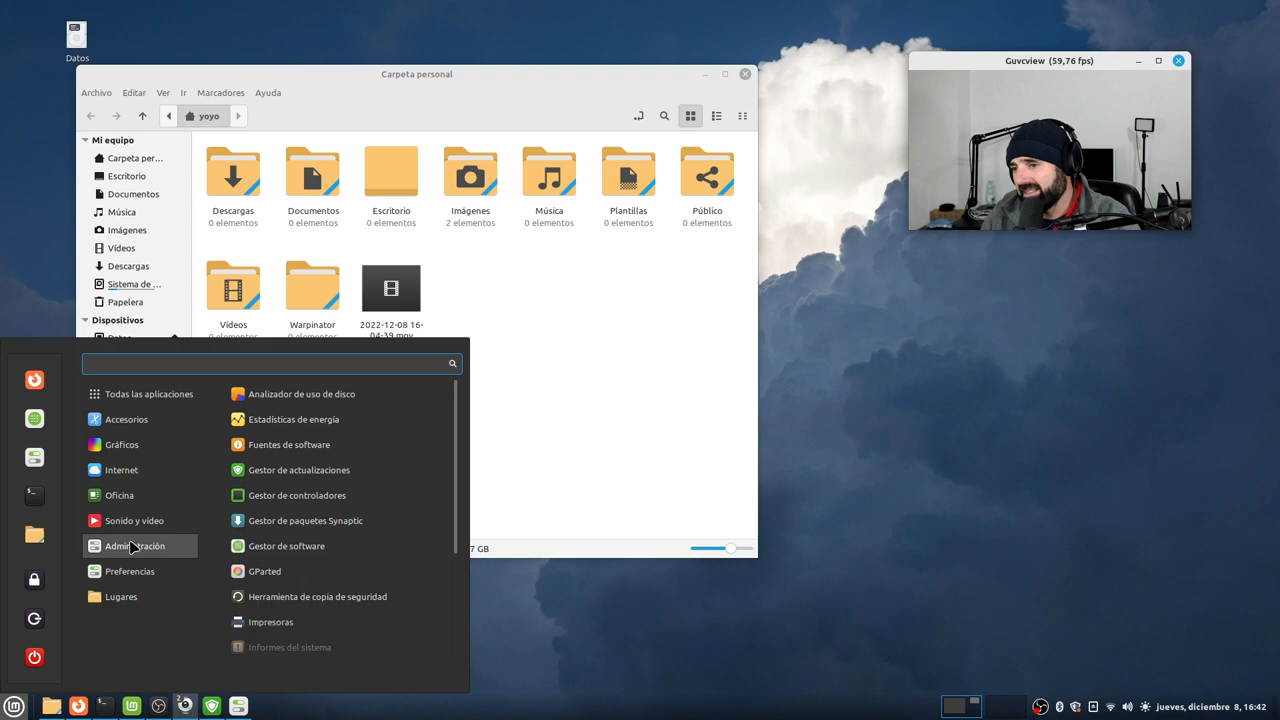 Datos
Carpeta personal
Archivo Editar Ver Ir Marcadores Ayuda
yoyo
Mi equipo
Carpeta per...
Escritorio
Documentos
Música
Imágenes
Vídeos
Descargas
Sistema de ...
Papelera
Dispositivos
Descargas
0 elementos
Documentos
0 elementos
Escritorio
0 elementos
Imágenes
2 elementos
Música
0 elementos
Plantillas
0 elementos
Público
0 elementos
Vídeos
Warpinator
2022-12-08 16-
04-39.mov
7 GB
Guvcview (59,76 fps)
Todas las aplicaciones
Accesorios
Gráficos
Internet
Oficina
Sonido y vídeo
Administración
Preferencias
Lugares
Analizador de uso de disco
Estadísticas de energía
Fuentes de software
Gestor de actualizaciones
Gestor de controladores
Gestor de paquetes Synaptic
Gestor de software
GParted
Herramienta de copia de seguridad
Impresoras
Informes del sistema
jueves, diciembre 8, 16:42